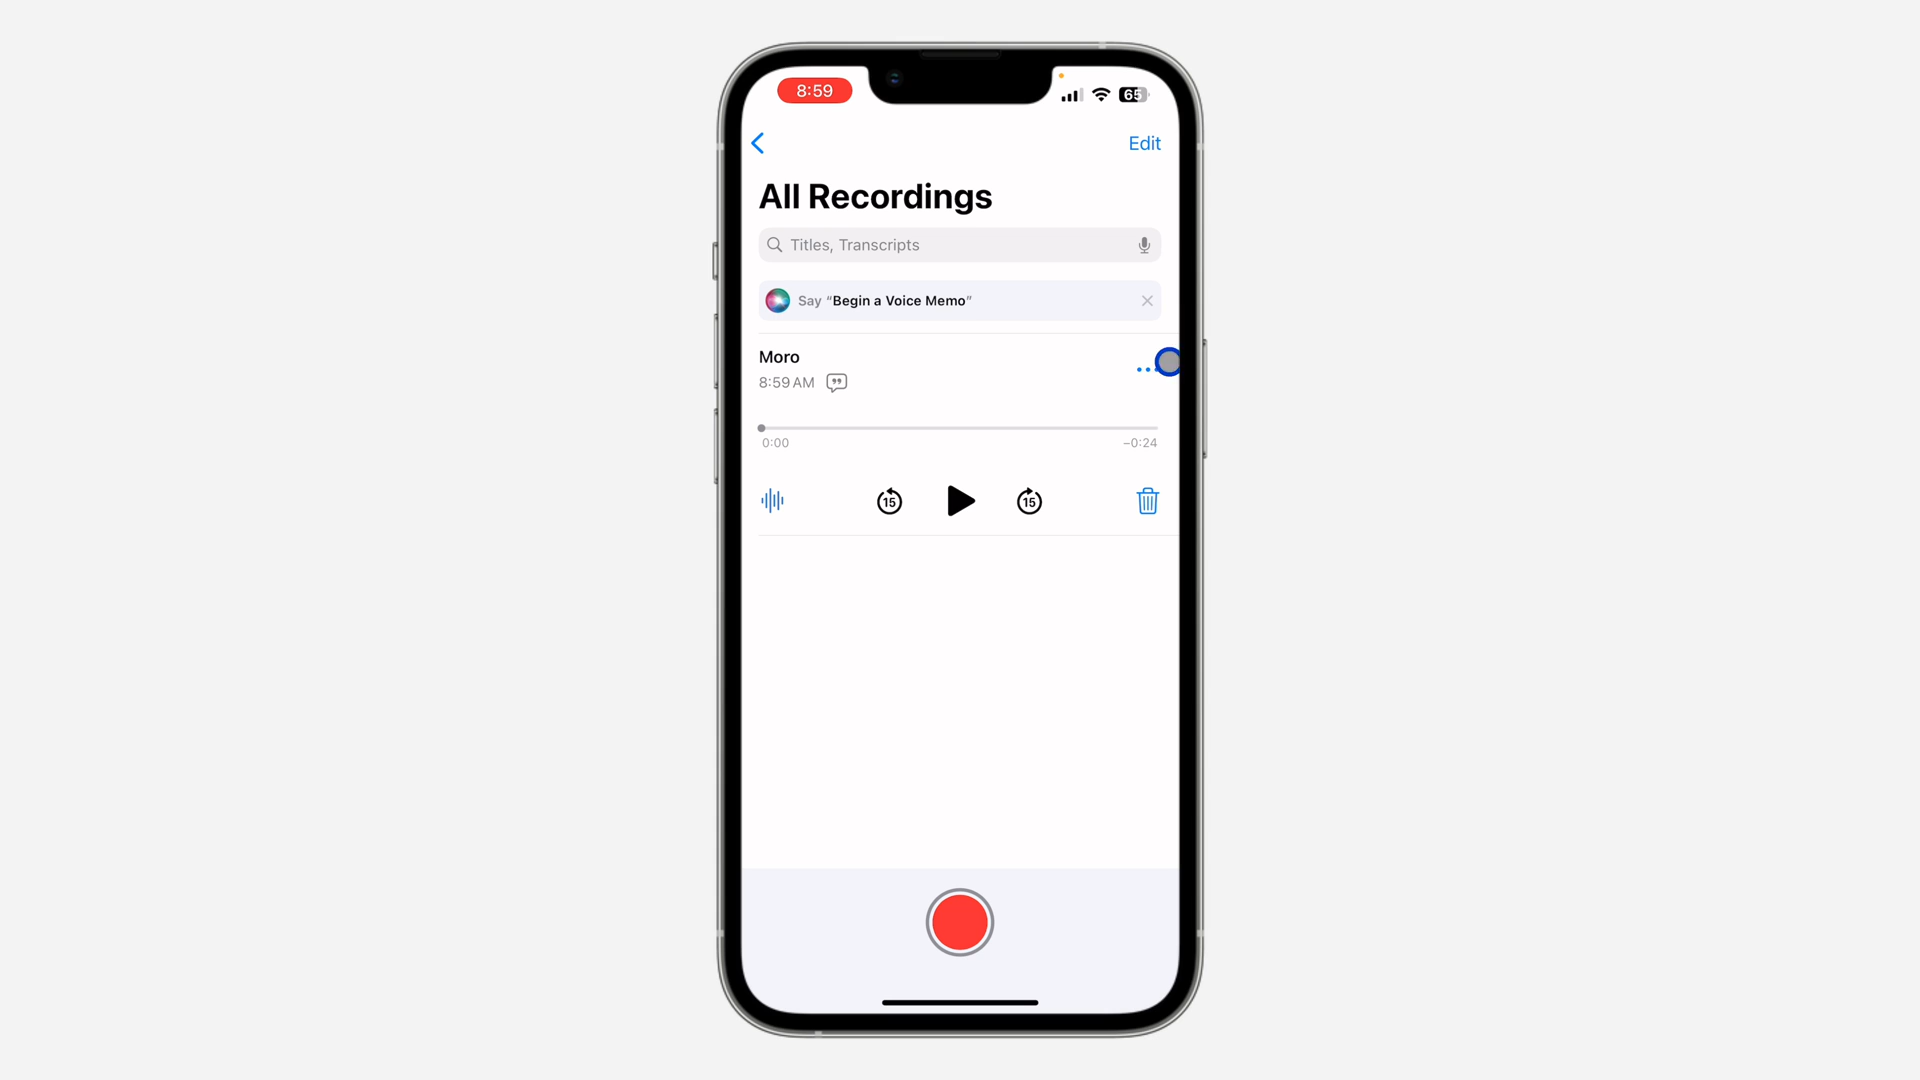 8:59
65
Edit
All Recordings
Titles, Transcripts
Say “Begin a Voice Memo”
Moro
8:59 AM
0:00
−0:24
15
15